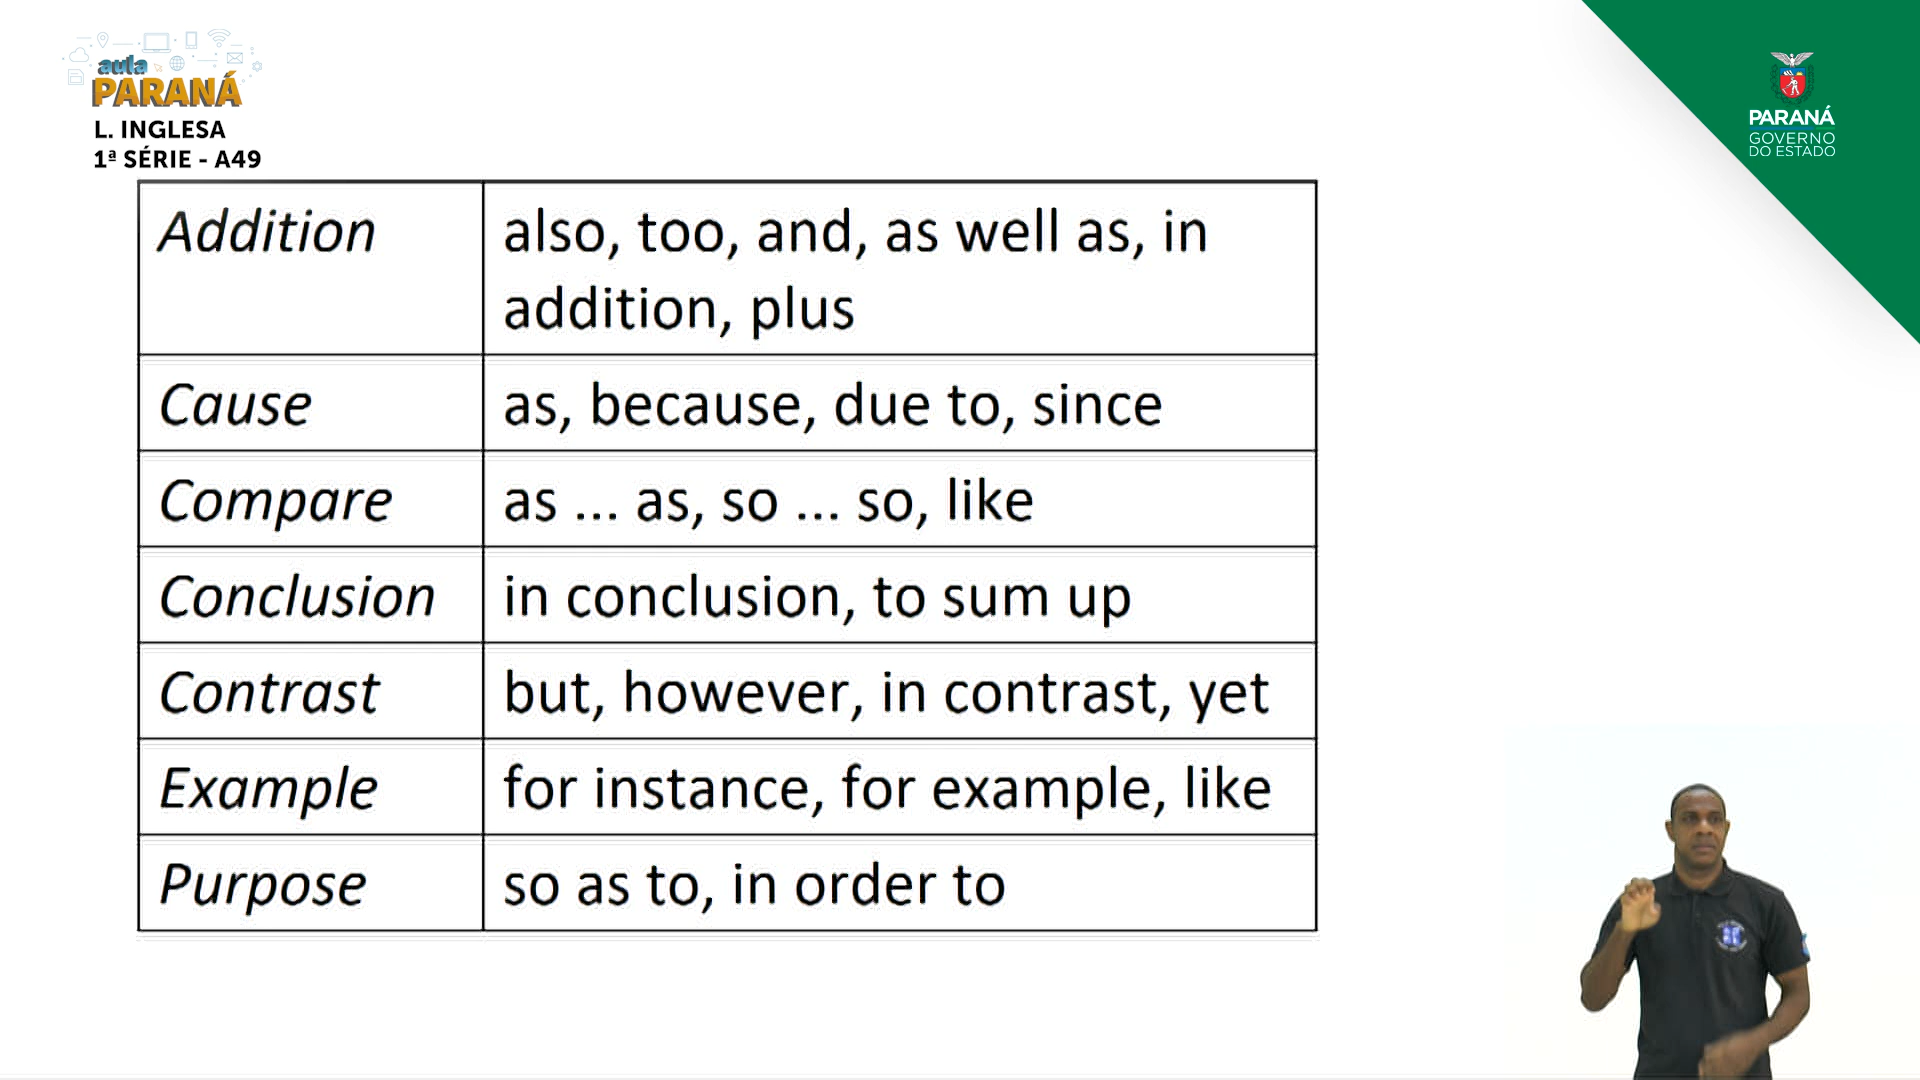 aula
PARANÁ
L. INGLESA
1ª SÉRIE - A49
PARANÁ
GOVERNO
DO ESTADO
Addition
also, too, and, as well as, in
addition, plus
Cause
as, because, due to, since
Compare
as ... as, so ... so, like
Conclusion
in conclusion, to sum up
Contrast
but, however, in contrast, yet
Example
for instance, for example, like
Purpose
so as to, in order to